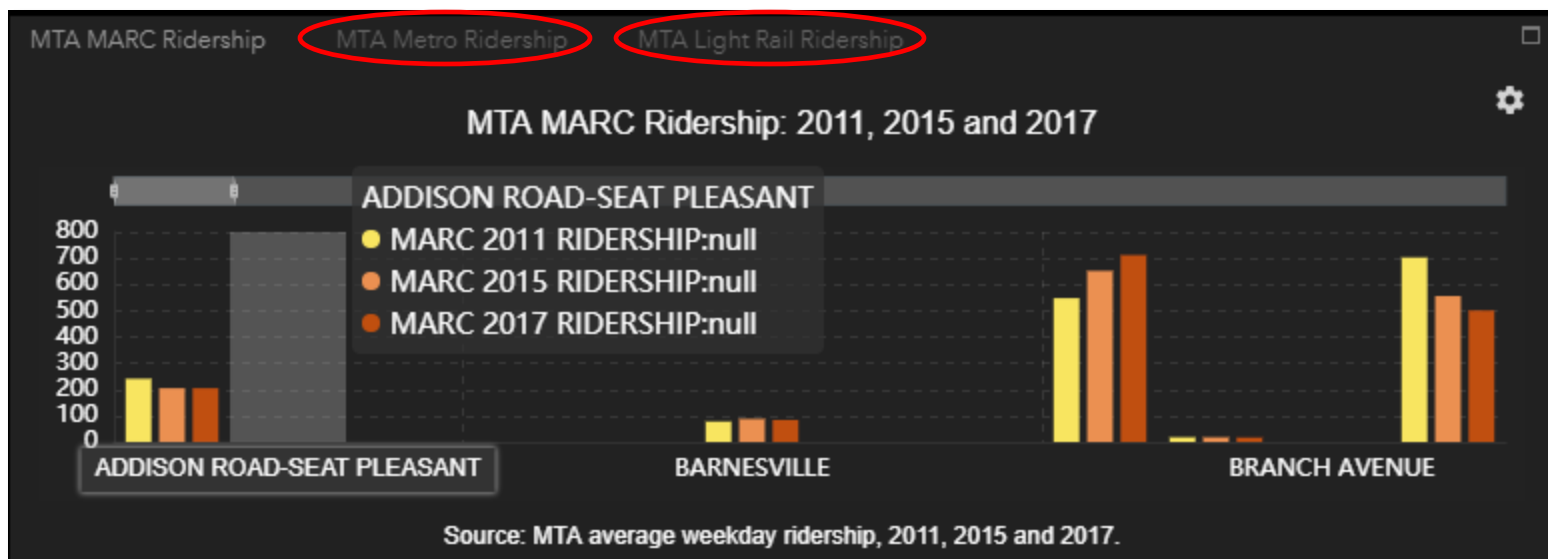 MTA MARC Ridership MTA Metro Ridership MTA Light Rail Ridership
MTA MARC Ridership: 2011, 2015 and 2017
ADDISON ROAD-SEAT PLEASANT
MARC 2011 RIDERSHIP:null
MARC 2015 RIDERSHIP:null
MARC 2017 RIDERSHIP:null
800
700
600
500
400
300
200
100
0
ADDISON ROAD-SEAT PLEASANT BARNESVILLE BRANCH AVENUE
Source: MTA average weekday ridership, 2011, 2015 and 2017.